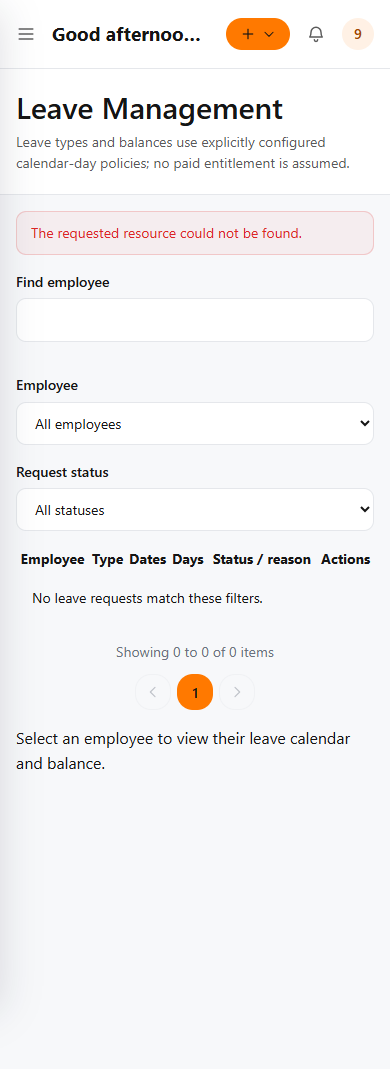 Good afternoo...
9
Leave Management
Leave types and balances use explicitly configured
calendar-day policies; no paid entitlement is assumed.
The requested resource could not be found.
Find employee
Employee
All employees
Request status
All statuses
Employee Type Dates Days Status / reason Actions
No leave requests match these filters.
Showing 0 to 0 of 0 items
1
Select an employee to view their leave calendar
and balance.